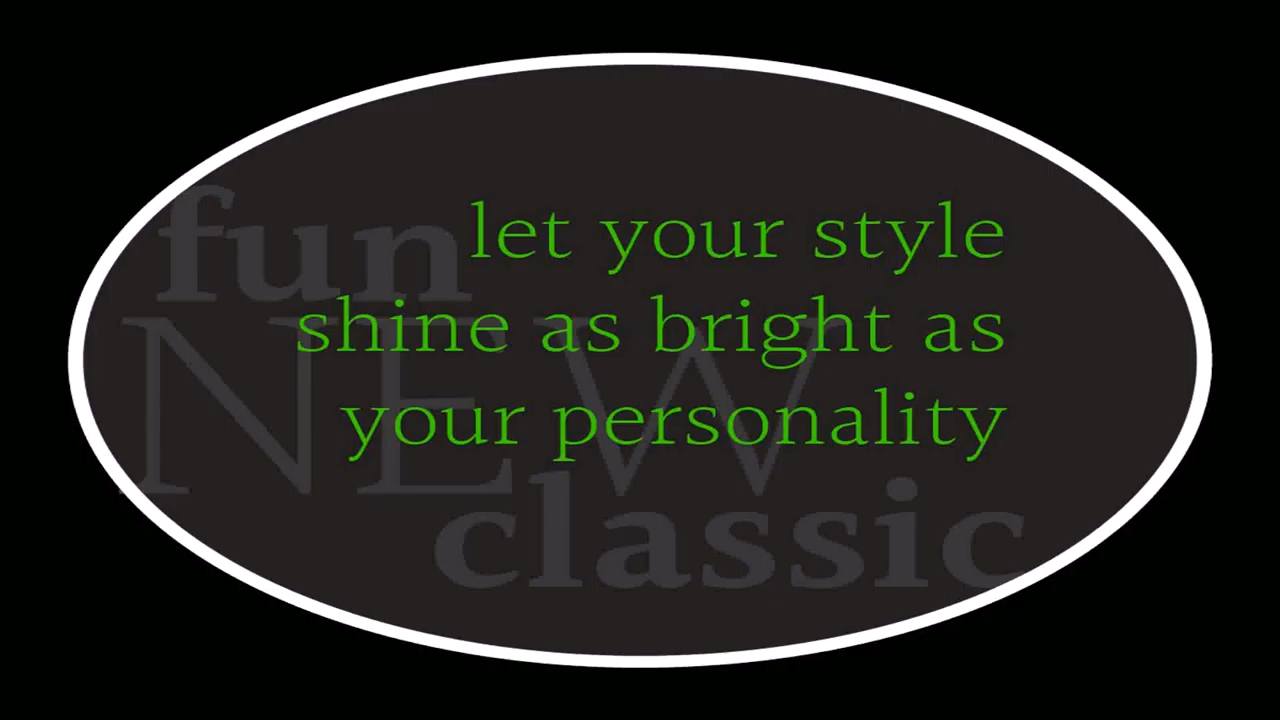 fun
let your style
shine as bright as
NEW
your personality
classic